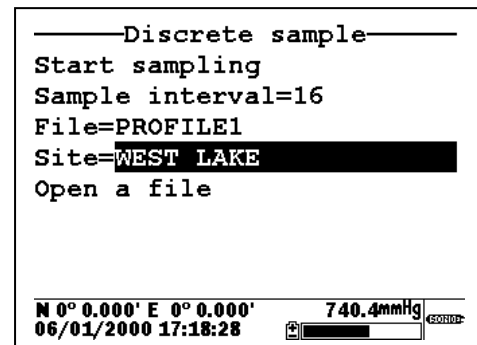 Discrete sample
Start sampling
Sample interval=16
File=PROFILE1
Site=WEST LAKE
Open a file
N 0° 0.000' E 0° 0.000' 740.4mmHg
06/01/2000 17:18:28 SONDE